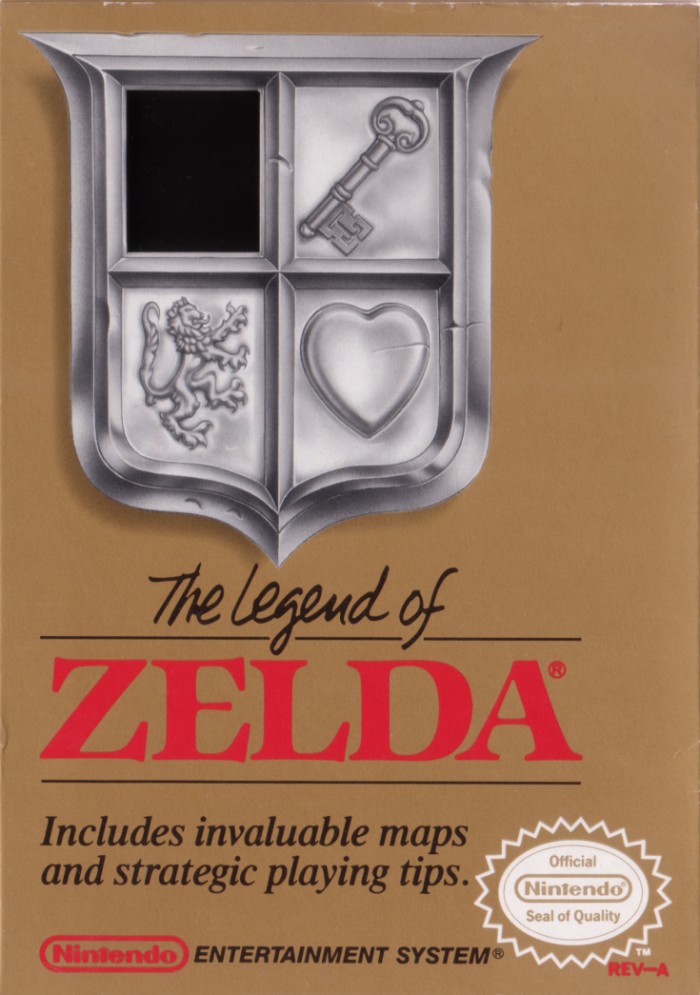 The Legend of
ZELDA®
Includes invaluable maps
and strategic playing tips.
Official
Nintendo®
Seal of Quality
TM
Nintendo® ENTERTAINMENT SYSTEM®
REV-A